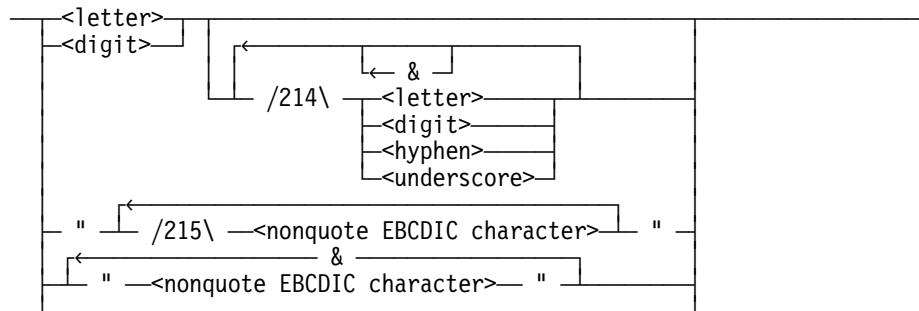 <letter>
<digit>
&
/214\ <letter>
<digit>
<hyphen>
<underscore>
" /215\ <nonquote EBCDIC character> "
&
" <nonquote EBCDIC character> "